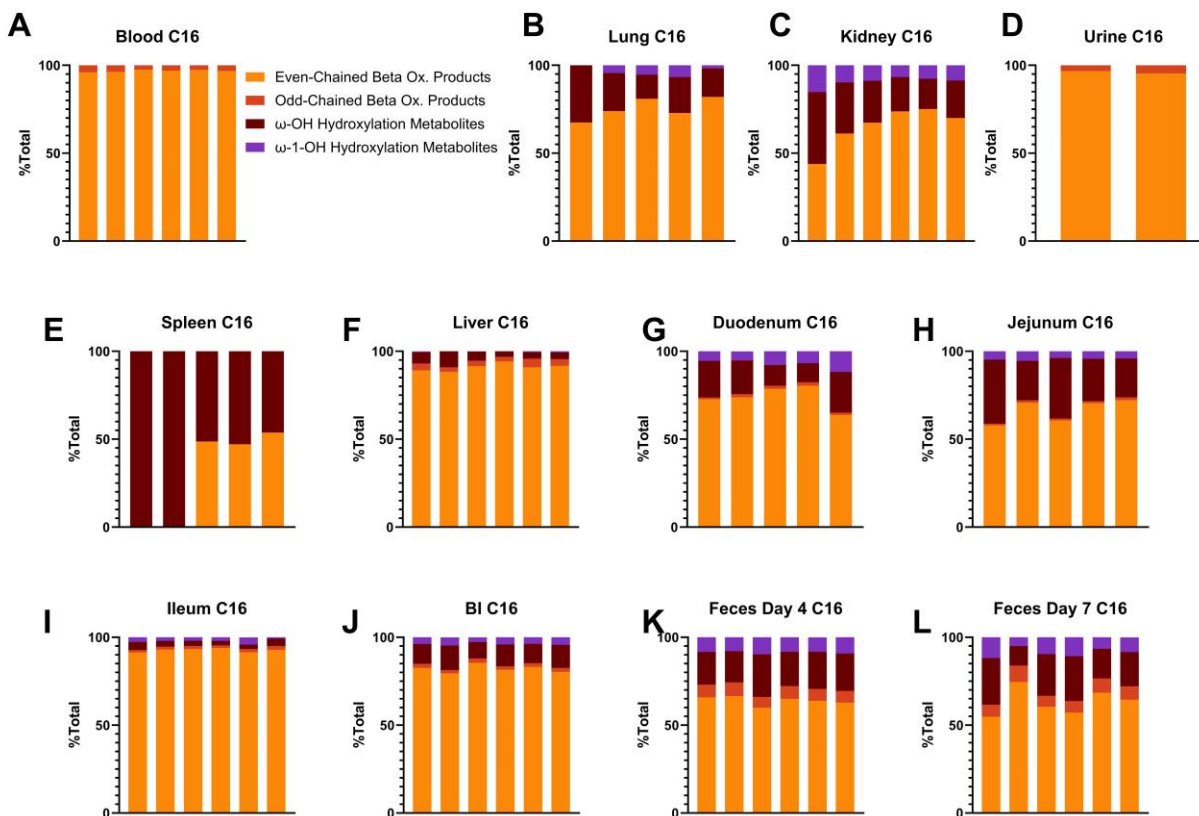 A
Blood C16
100
50
0
%Total
Even-Chained Beta Ox. Products
Odd-Chained Beta Ox. Products
ω-OH Hydroxylation Metabolites
ω-1-OH Hydroxylation Metabolites
B
Lung C16
100
50
0
%Total
C
Kidney C16
100
50
0
%Total
D
Urine C16
100
50
0
%Total
E
Spleen C16
100
50
0
%Total
F
Liver C16
100
50
0
%Total
G
Duodenum C16
100
50
0
%Total
H
Jejunum C16
100
50
0
%Total
I
Ileum C16
100
50
0
%Total
J
BI C16
100
50
0
%Total
K
Feces Day 4 C16
100
50
0
%Total
L
Feces Day 7 C16
100
50
0
%Total